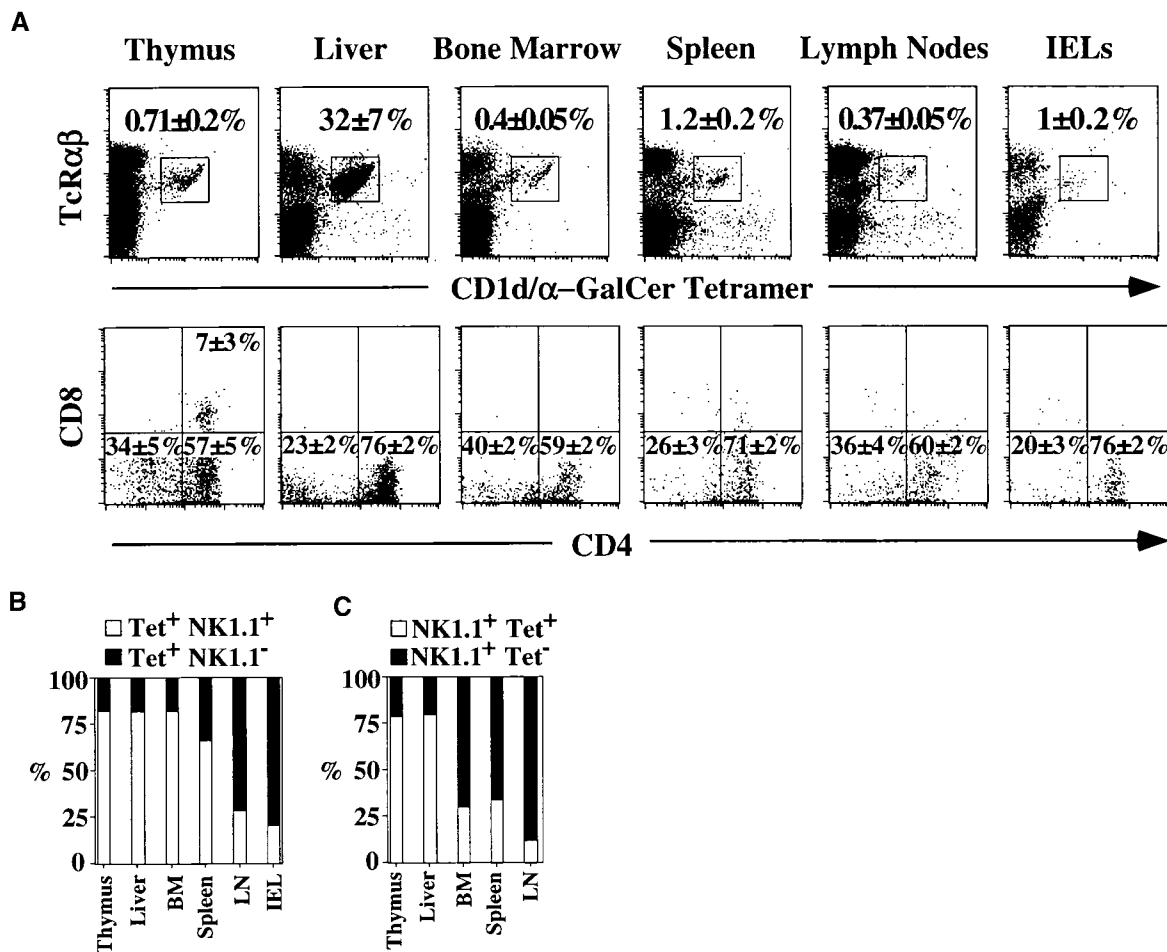 A
Thymus Liver Bone Marrow Spleen Lymph Nodes IELs
TcRαβ
0.71±0.2% 32±7% 0.4±0.05% 1.2±0.2% 0.37±0.05% 1±0.2%
CD1d/α–GalCer Tetramer
CD8
7±3%
34±5% 57±5% 23±2% 76±2% 40±2% 59±2% 26±3% 71±2% 36±4% 60±2% 20±3% 76±2%
CD4
B
Tet+ NK1.1+
Tet+ NK1.1-
100
75
%
50
25
0
Thymus Liver BM Spleen LN IEL
C
NK1.1+ Tet+
NK1.1+ Tet-
100
75
%
50
25
0
Thymus Liver BM Spleen LN